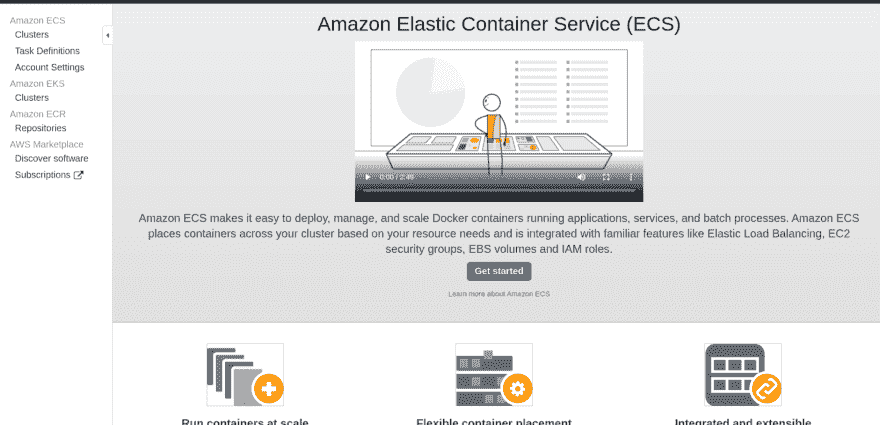 Amazon ECS
Clusters
Task Definitions
Account Settings
Amazon EKS
Clusters
Amazon ECR
Repositories
AWS Marketplace
Discover software
Subscriptions
Amazon Elastic Container Service (ECS)
0:00 / 2:49
Amazon ECS makes it easy to deploy, manage, and scale Docker containers running applications, services, and batch processes. Amazon ECS
places containers across your cluster based on your resource needs and is integrated with familiar features like Elastic Load Balancing, EC2
security groups, EBS volumes and IAM roles.
Get started
Learn more about Amazon ECS
Run containers at scale
Flexible container placement
Integrated and extensible